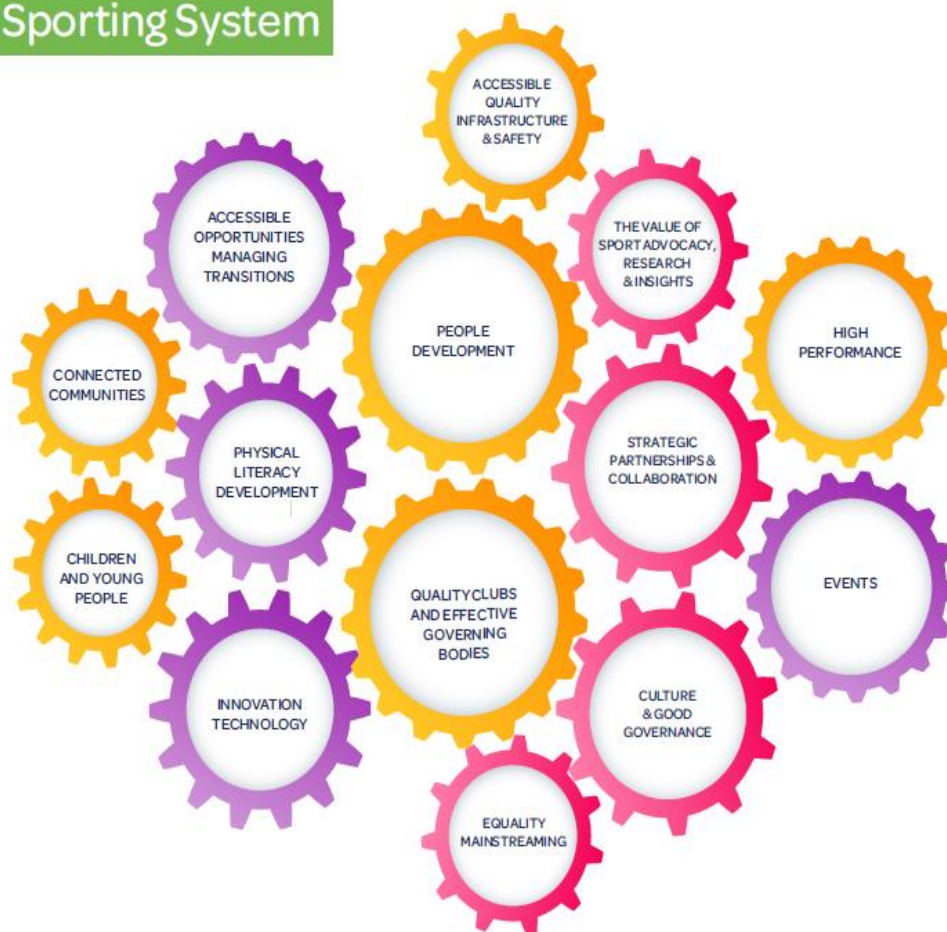 Sporting System
ACCESSIBLE
QUALITY
INFRASTRUCTURE
& SAFETY
ACCESSIBLE
OPPORTUNITIES
MANAGING
TRANSITIONS
THE VALUE OF
SPORT ADVOCACY,
RESEARCH
& INSIGHTS
PEOPLE
DEVELOPMENT
HIGH
PERFORMANCE
CONNECTED
COMMUNITIES
PHYSICAL
LITERACY
DEVELOPMENT
STRATEGIC
PARTNERSHIPS &
COLLABORATION
CHILDREN
AND YOUNG
PEOPLE
QUALITY CLUBS
AND EFFECTIVE
GOVERNING
BODIES
EVENTS
INNOVATION
TECHNOLOGY
CULTURE
& GOOD
GOVERNANCE
EQUALITY
MAINSTREAMING